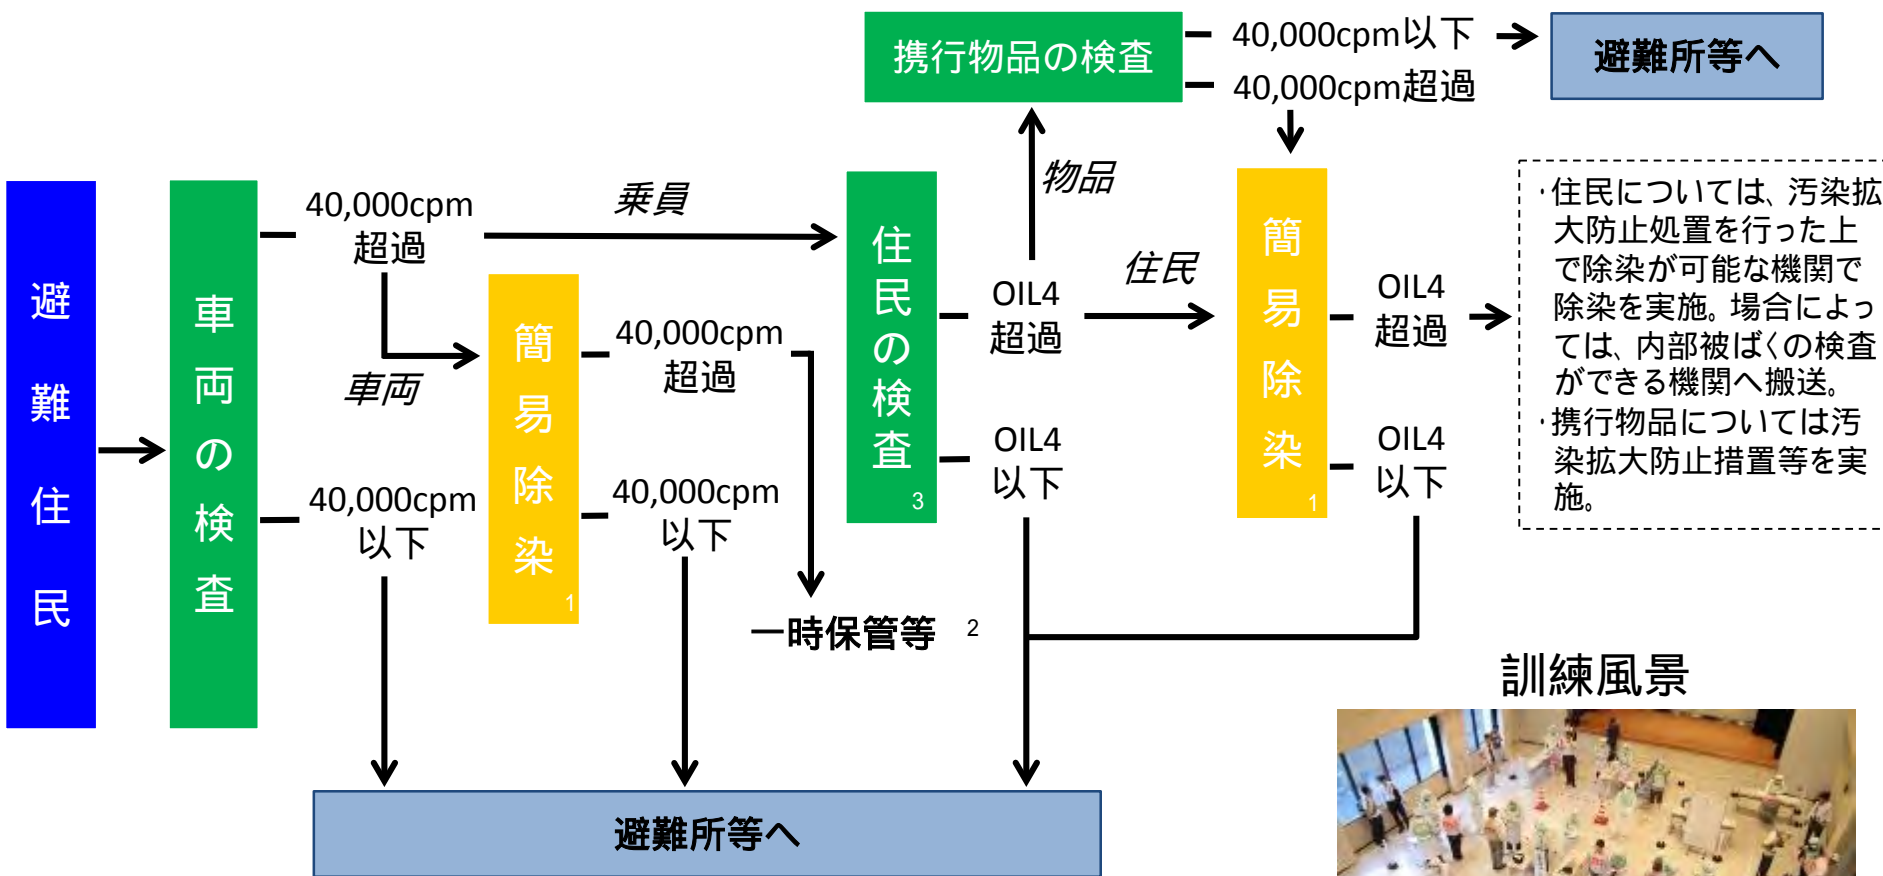 避難住民
車両の検査
40,000cpm
超過
乗員
車両
40,000cpm
以下
簡易除染
1
40,000cpm
超過
40,000cpm
以下
一時保管等 2
住民の検査
3
物品
OIL4
超過
住民
OIL4
以下
携行物品の検査
40,000cpm以下
40,000cpm超過
避難所等へ
簡易除染
1
OIL4
超過
OIL4
以下
・住民については、汚染拡
大防止処置を行った上
で除染が可能な機関で
除染を実施。場合によっ
ては、内部被ばくの検査
ができる機関へ搬送。
・携行物品については汚
染拡大防止措置等を実
施。
避難所等へ
訓練風景